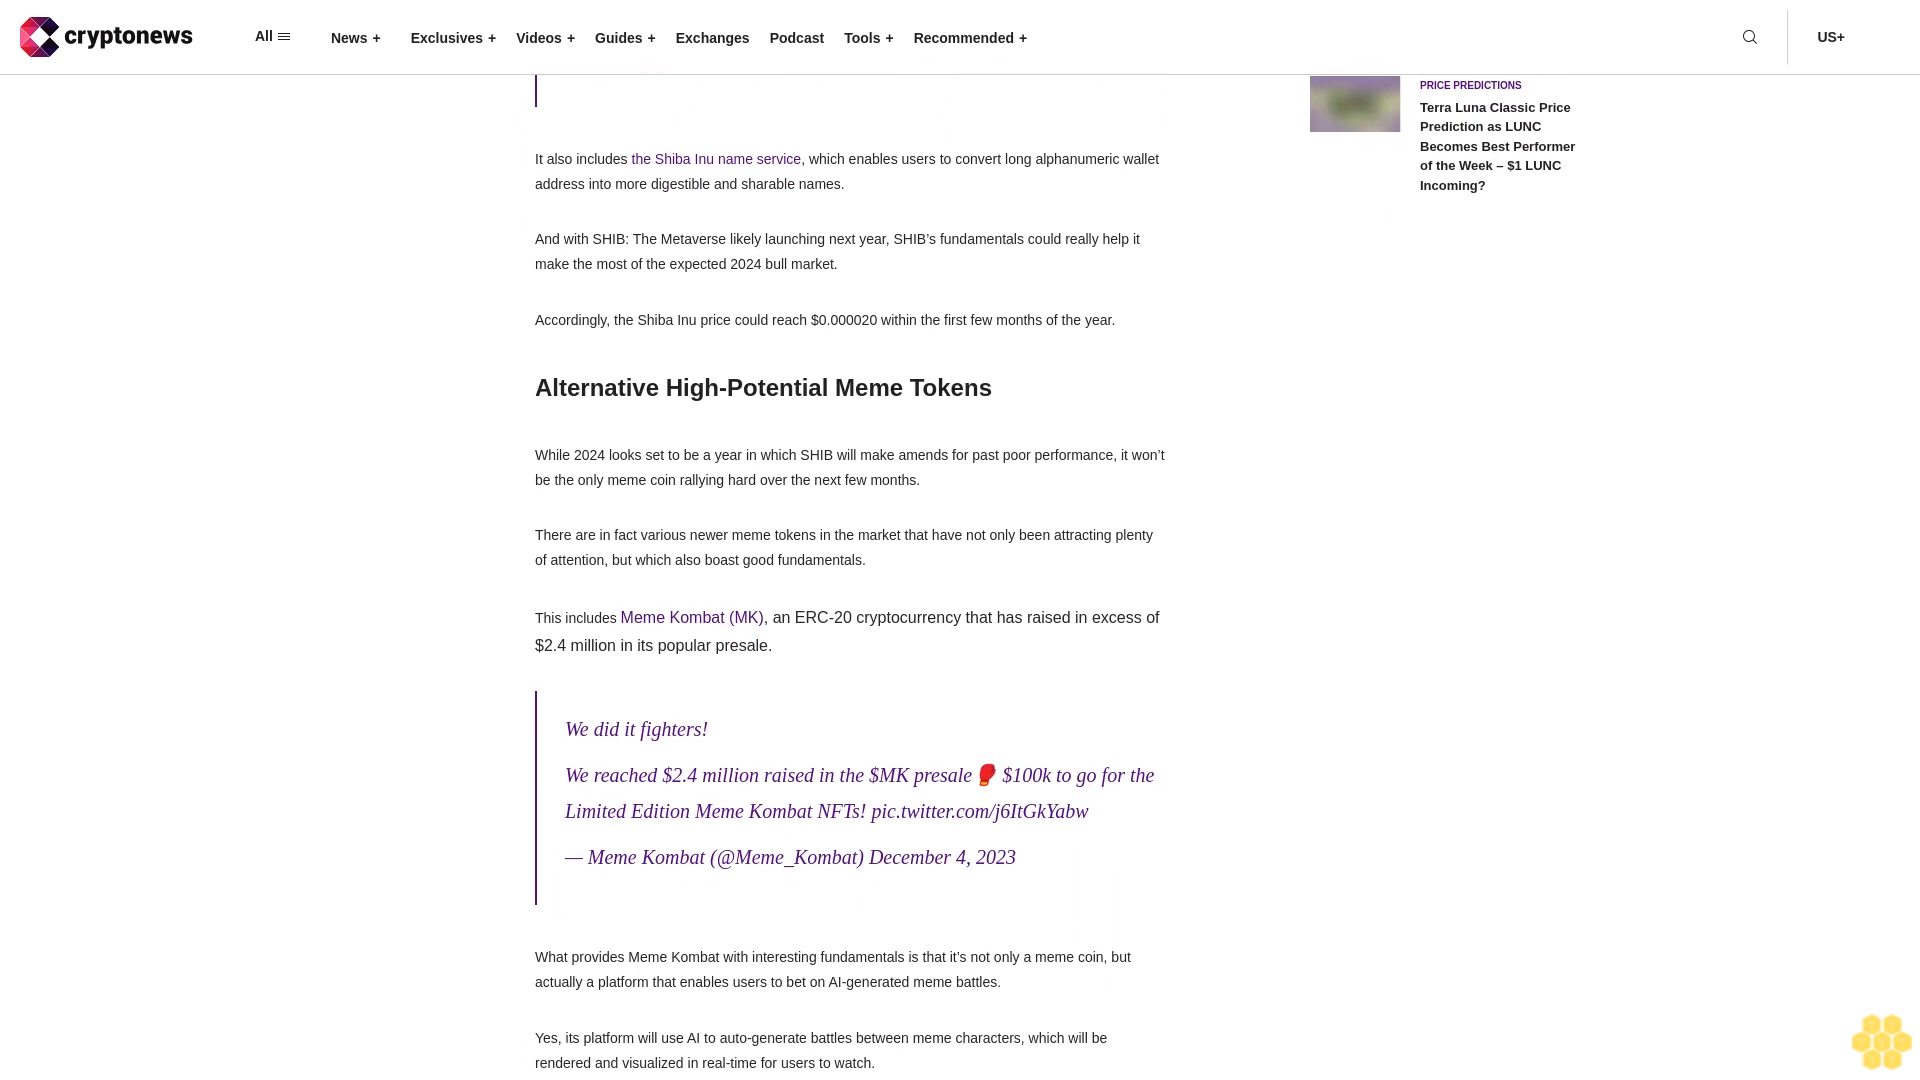 cryptonews
All
News +
Exclusives +
Videos +
Guides +
Exchanges
Podcast
Tools +
Recommended +
US+
PRICE PREDICTIONS
Terra Luna Classic Price
Prediction as LUNC
Becomes Best Performer
of the Week – $1 LUNC
Incoming?
It also includes the Shiba Inu name service, which enables users to convert long alphanumeric wallet
address into more digestible and sharable names.
And with SHIB: The Metaverse likely launching next year, SHIB’s fundamentals could really help it
make the most of the expected 2024 bull market.
Accordingly, the Shiba Inu price could reach $0.000020 within the first few months of the year.
Alternative High-Potential Meme Tokens
While 2024 looks set to be a year in which SHIB will make amends for past poor performance, it won’t
be the only meme coin rallying hard over the next few months.
There are in fact various newer meme tokens in the market that have not only been attracting plenty
of attention, but which also boast good fundamentals.
This includes Meme Kombat (MK), an ERC-20 cryptocurrency that has raised in excess of
$2.4 million in its popular presale.
We did it fighters!
We reached $2.4 million raised in the $MK presale🥊 $100k to go for the
Limited Edition Meme Kombat NFTs! pic.twitter.com/j6ItGkYabw
— Meme Kombat (@Meme_Kombat) December 4, 2023
What provides Meme Kombat with interesting fundamentals is that it’s not only a meme coin, but
actually a platform that enables users to bet on AI-generated meme battles.
Yes, its platform will use AI to auto-generate battles between meme characters, which will be
rendered and visualized in real-time for users to watch.